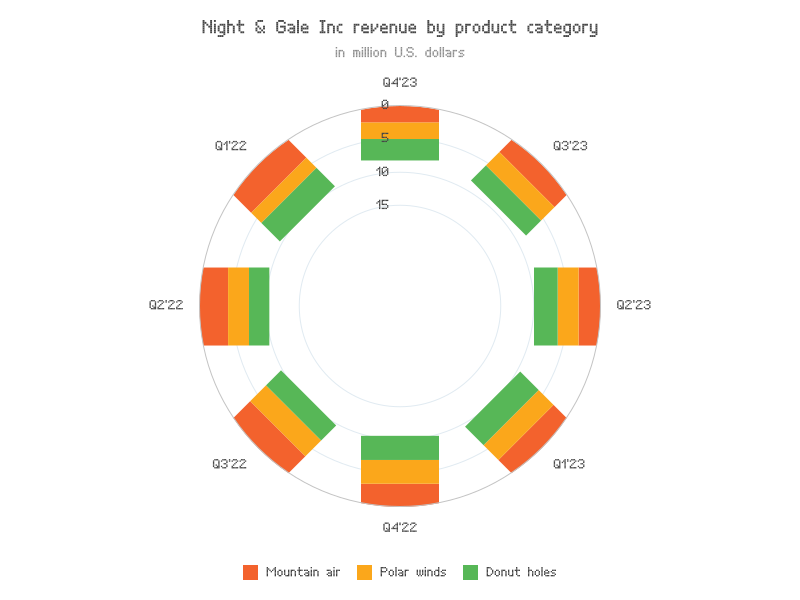 Night & Gale Inc revenue by product category
in million U.S. dollars
Q4'23
0
Q1'22
Q3'23
5
10
15
Q2'22
Q2'23
Q3'22
Q1'23
Q4'22
Mountain air
Polar winds
Donut holes